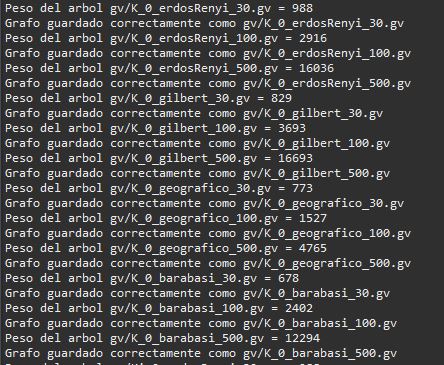 Peso del arbol gv/K_0_erdosRenyi_30.gv = 988
Grafo guardado correctamente como gv/K_0_erdosRenyi_30.gv
Peso del arbol gv/K_0_erdosRenyi_100.gv = 2916
Grafo guardado correctamente como gv/K_0_erdosRenyi_100.gv
Peso del arbol gv/K_0_erdosRenyi_500.gv = 16036
Grafo guardado correctamente como gv/K_0_erdosRenyi_500.gv
Peso del arbol gv/K_0_gilbert_30.gv = 829
Grafo guardado correctamente como gv/K_0_gilbert_30.gv
Peso del arbol gv/K_0_gilbert_100.gv = 3693
Grafo guardado correctamente como gv/K_0_gilbert_100.gv
Peso del arbol gv/K_0_gilbert_500.gv = 16693
Grafo guardado correctamente como gv/K_0_gilbert_500.gv
Peso del arbol gv/K_0_geografico_30.gv = 773
Grafo guardado correctamente como gv/K_0_geografico_30.gv
Peso del arbol gv/K_0_geografico_100.gv = 1527
Grafo guardado correctamente como gv/K_0_geografico_100.gv
Peso del arbol gv/K_0_geografico_500.gv = 4765
Grafo guardado correctamente como gv/K_0_geografico_500.gv
Peso del arbol gv/K_0_barabasi_30.gv = 678
Grafo guardado correctamente como gv/K_0_barabasi_30.gv
Peso del arbol gv/K_0_barabasi_100.gv = 2402
Grafo guardado correctamente como gv/K_0_barabasi_100.gv
Peso del arbol gv/K_0_barabasi_500.gv = 12294
Grafo guardado correctamente como gv/K_0_barabasi_500.gv